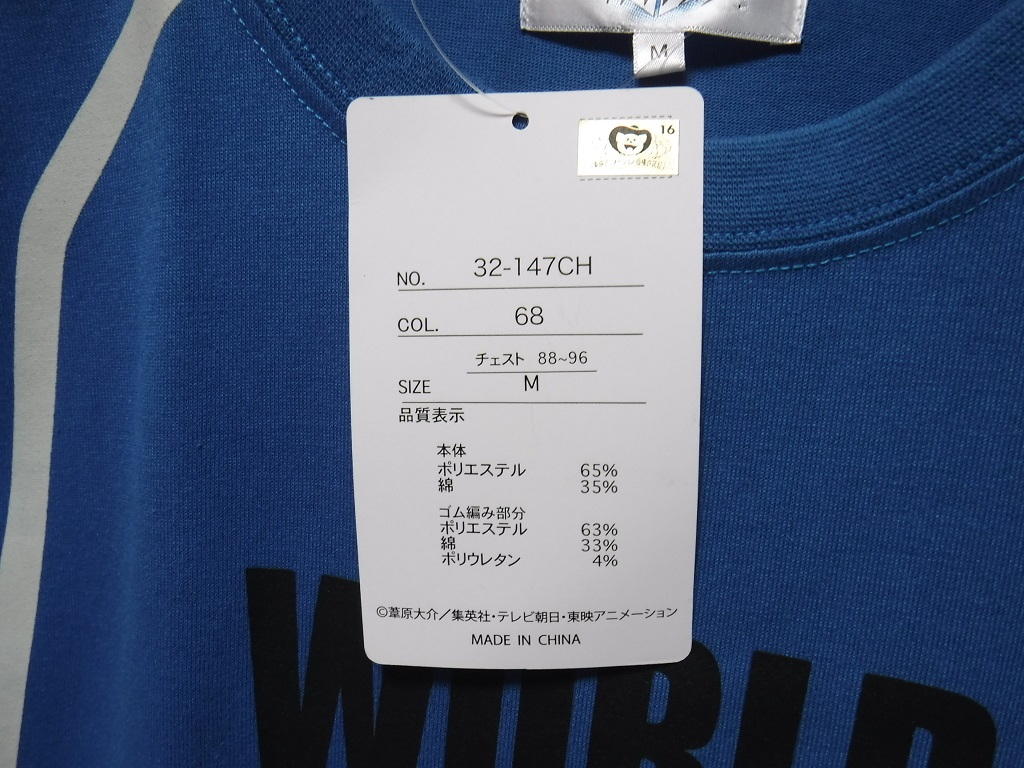 M
16
NO. 32-147CH
COL. 68
チェスト 88~96
SIZE M
品質表示
本体
ポリエステル 65%
綿 35%
ゴム編み部分
ポリエステル 63%
綿 33%
ポリウレタン 4%
©葦原大介／集英社・テレビ朝日・東映アニメーション
MADE IN CHINA
WORLD